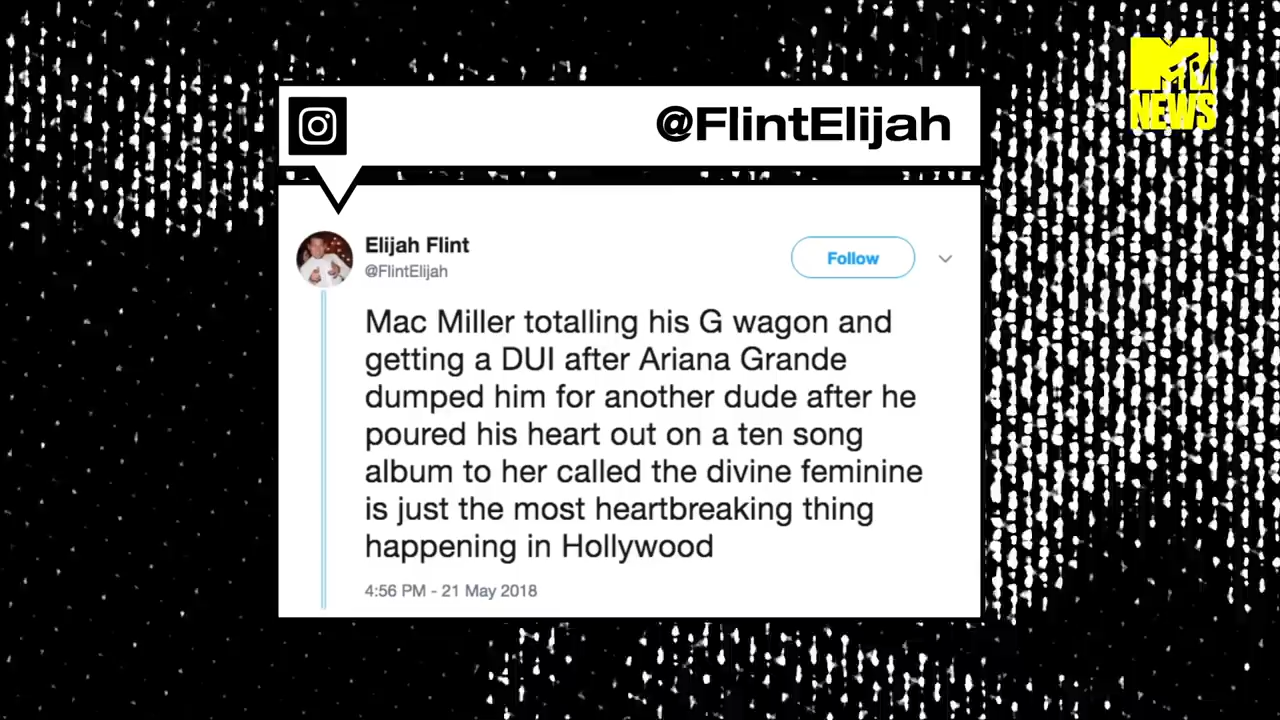 MTV
NEWS
@FlintElijah
Elijah Flint
@FlintElijah
Follow
Mac Miller totalling his G wagon and
getting a DUI after Ariana Grande
dumped him for another dude after he
poured his heart out on a ten song
album to her called the divine feminine
is just the most heartbreaking thing
happening in Hollywood
4:56 PM - 21 May 2018